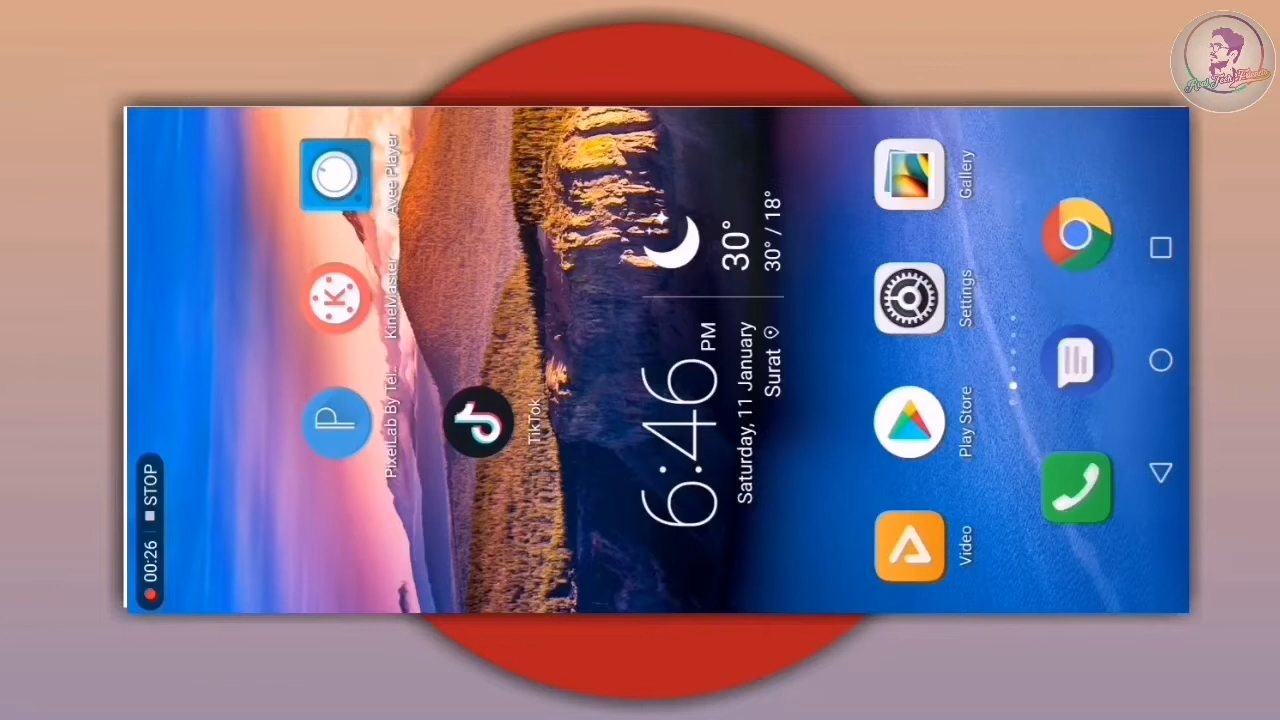 00:26 STOP
PixelLab By Tel..
KineMaster
Avee Player
TikTok
6:46 PM
Saturday, 11 January
Surat
30°
30° / 18°
Video
Play Store
Settings
Gallery